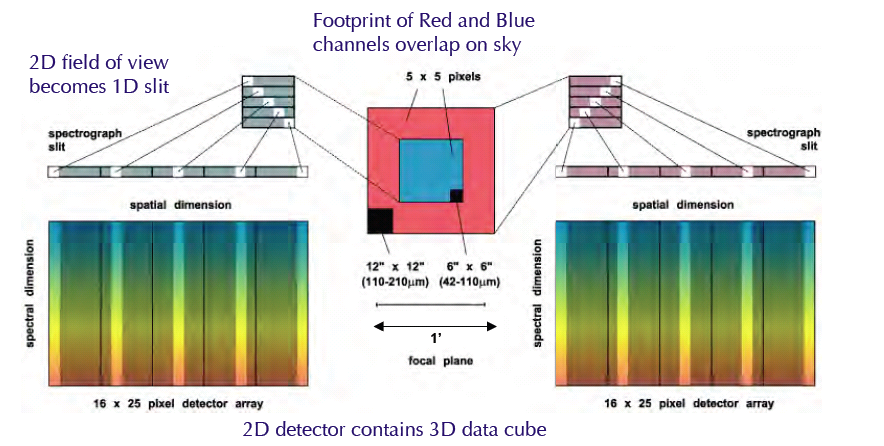 Footprint of Red and Blue
channels overlap on sky
2D field of view
becomes 1D slit
5 x 5 pixels
spectrograph
slit
spectrograph
slit
spatial dimension
spatial dimension
spectral dimension
12" x 12"
(110-210μm)
6" x 6"
(42-110μm)
1'
focal plane
spectral dimension
16 x 25 pixel detector array
16 x 25 pixel detector array
2D detector contains 3D data cube